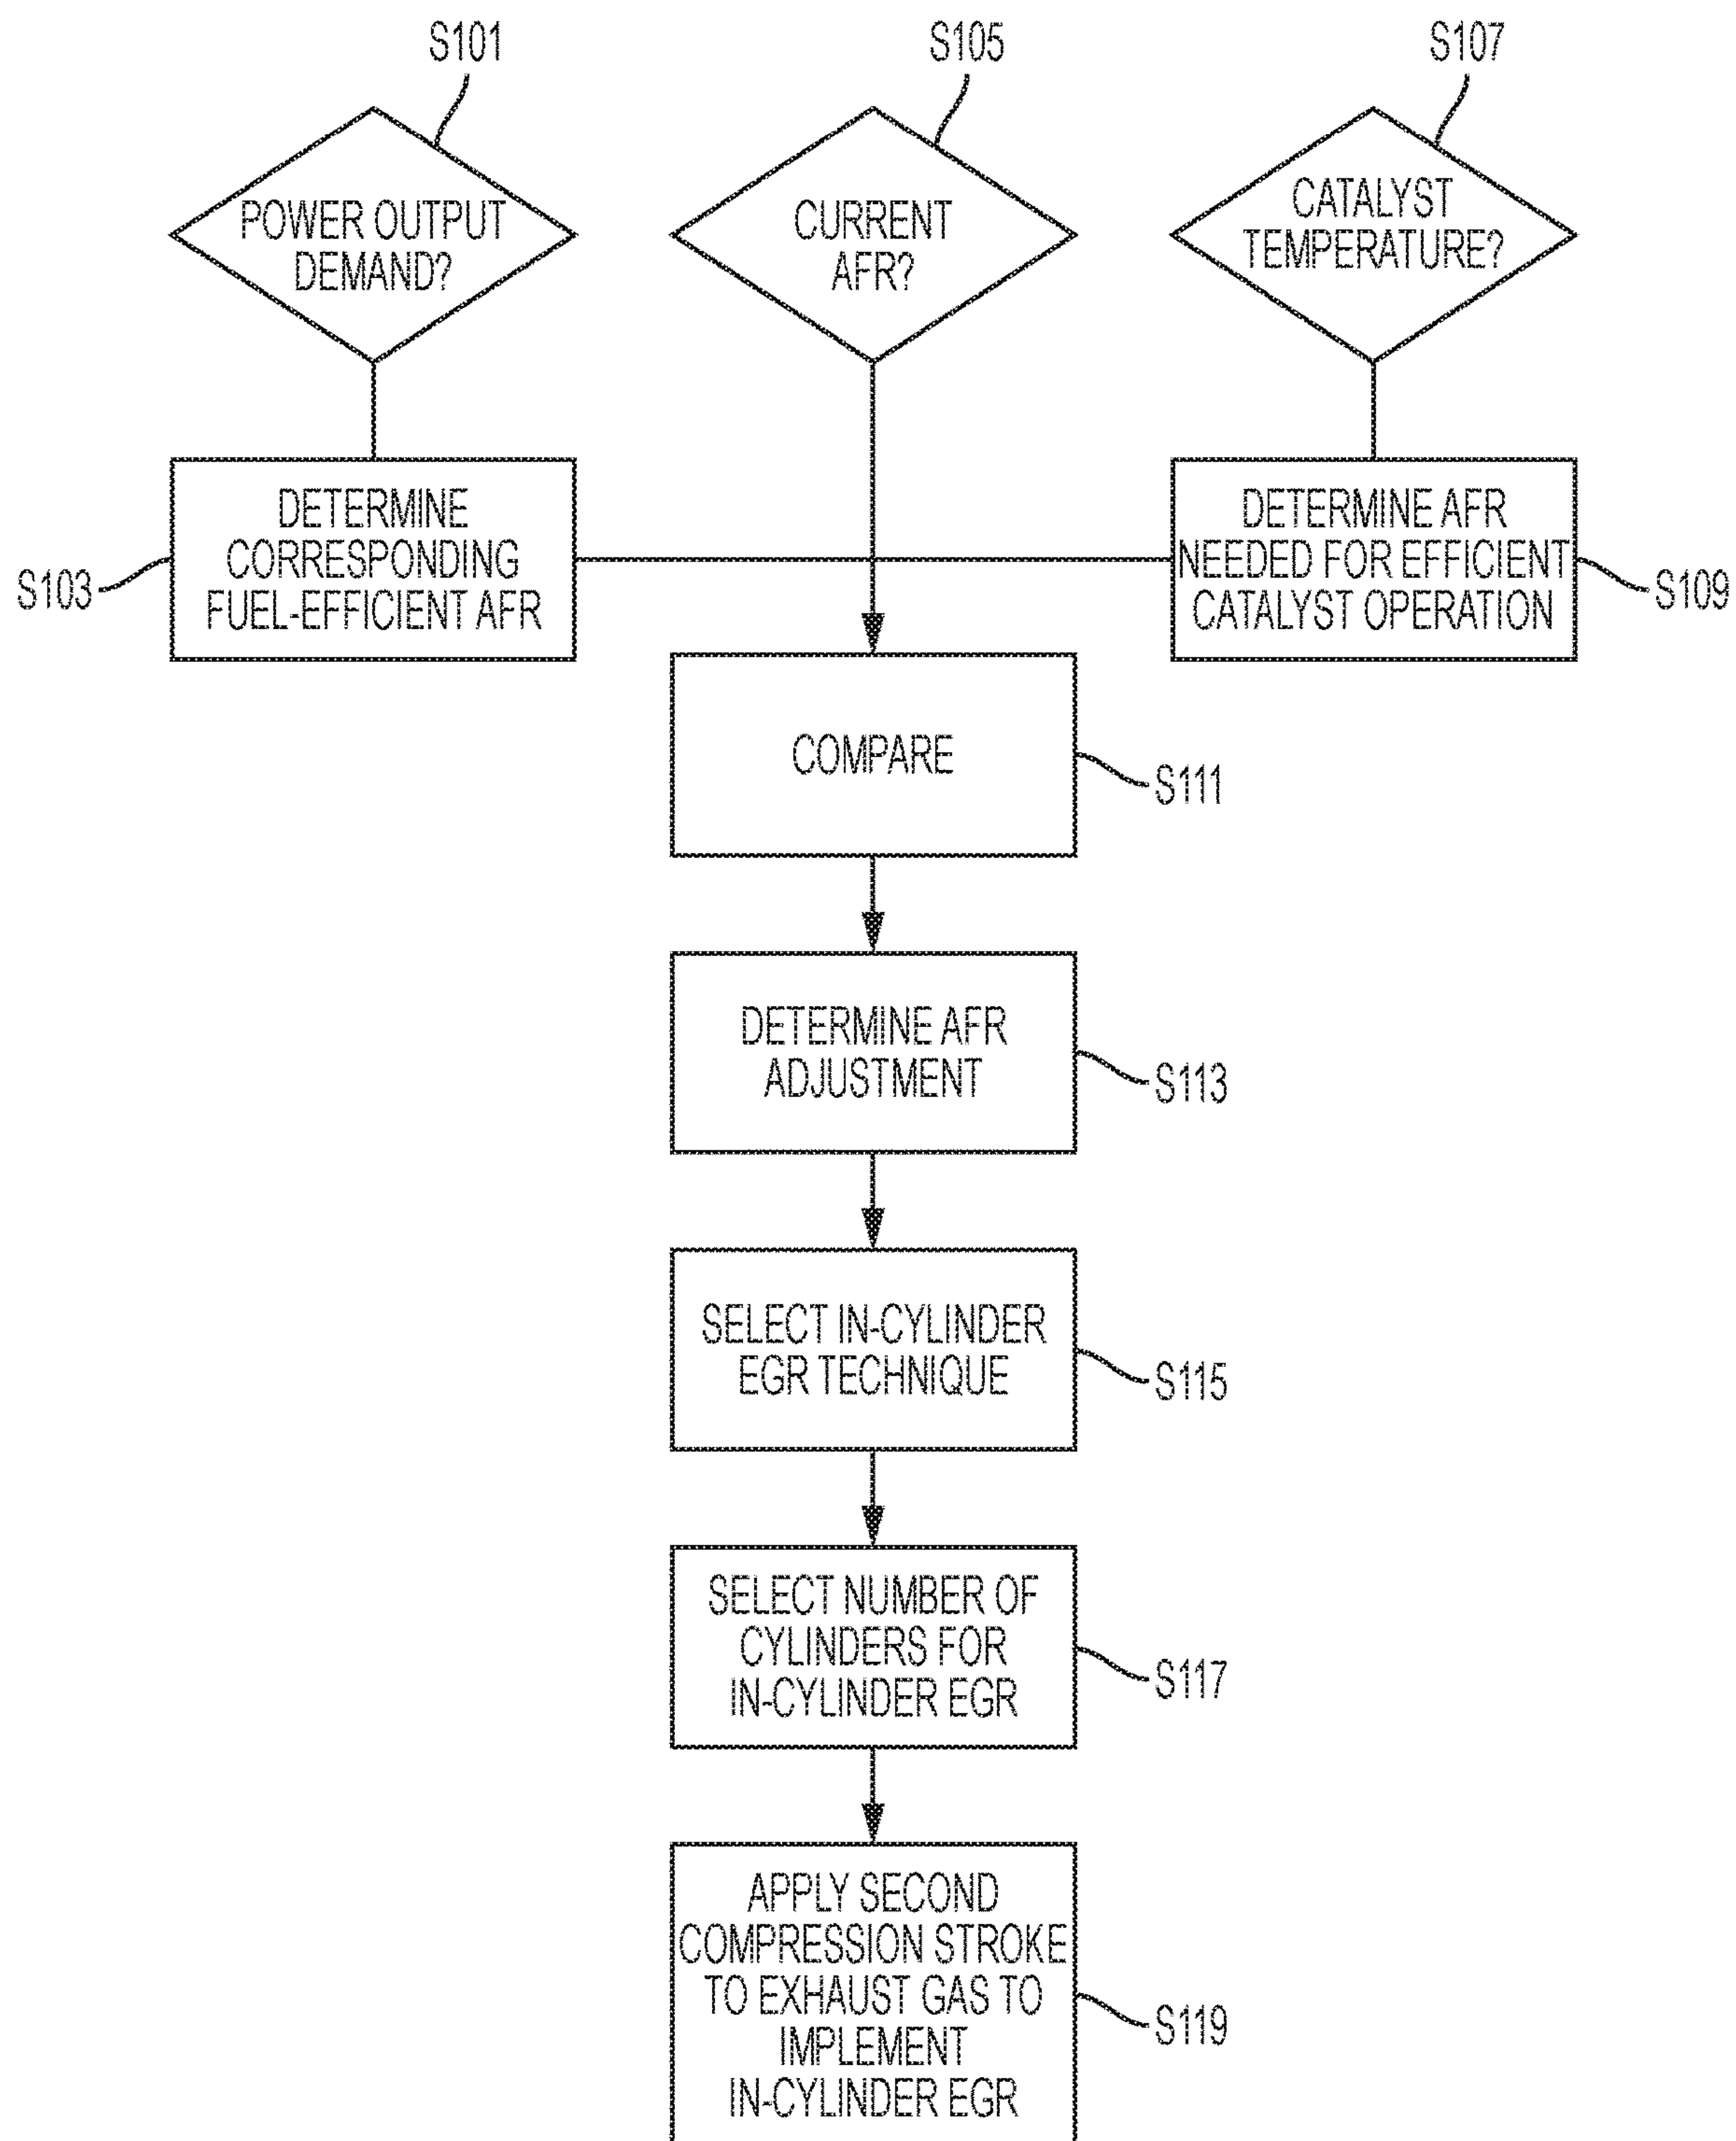 S101
S105
S107
POWER OUTPUT
DEMAND?
CURRENT
AFR?
CATALYST
TEMPERATURE?
S103
DETERMINE
CORRESPONDING
FUEL-EFFICIENT AFR
DETERMINE AFR
NEEDED FOR EFFICIENT
CATALYST OPERATION
S109
COMPARE
S111
DETERMINE AFR
ADJUSTMENT
S113
SELECT IN-CYLINDER
EGR TECHNIQUE
S115
SELECT NUMBER OF
CYLINDERS FOR
IN-CYLINDER EGR
S117
APPLY SECOND
COMPRESSION STROKE
TO EXHAUST GAS TO
IMPLEMENT
IN-CYLINDER EGR
S119